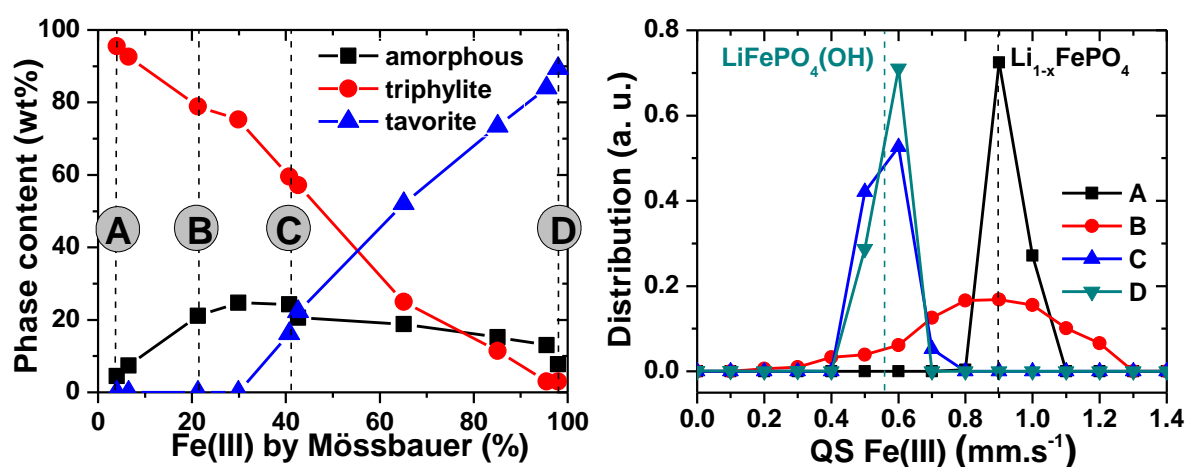 100
80
60
40
20
0
Phase content (wt%)
amorphous
triphylite
tavorite
A
B
C
D
0 20 40 60 80 100
Fe(III) by Mössbauer (%)
0.8
0.6
0.4
0.2
0.0
Distribution (a. u.)
LiFePO4(OH)
Li1-xFePO4
A
B
C
D
0.0 0.2 0.4 0.6 0.8 1.0 1.2 1.4
QS Fe(III) (mm.s-1)